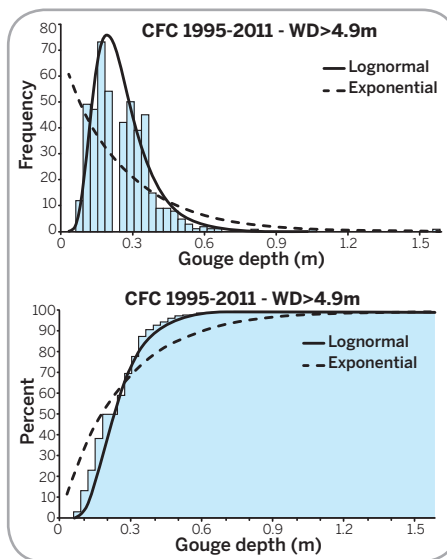 CFC 1995-2011 - WD>4.9m
80
70
60
50
40
30
20
10
0
Frequency
Lognormal
Exponential
0 0.3 0.6 0.9 1.2 1.5
Gouge depth (m)
CFC 1995-2011 - WD>4.9m
100
90
80
70
60
50
40
30
20
10
0
Percent
Lognormal
Exponential
0 0.3 0.6 0.9 1.2 1.5
Gouge depth (m)